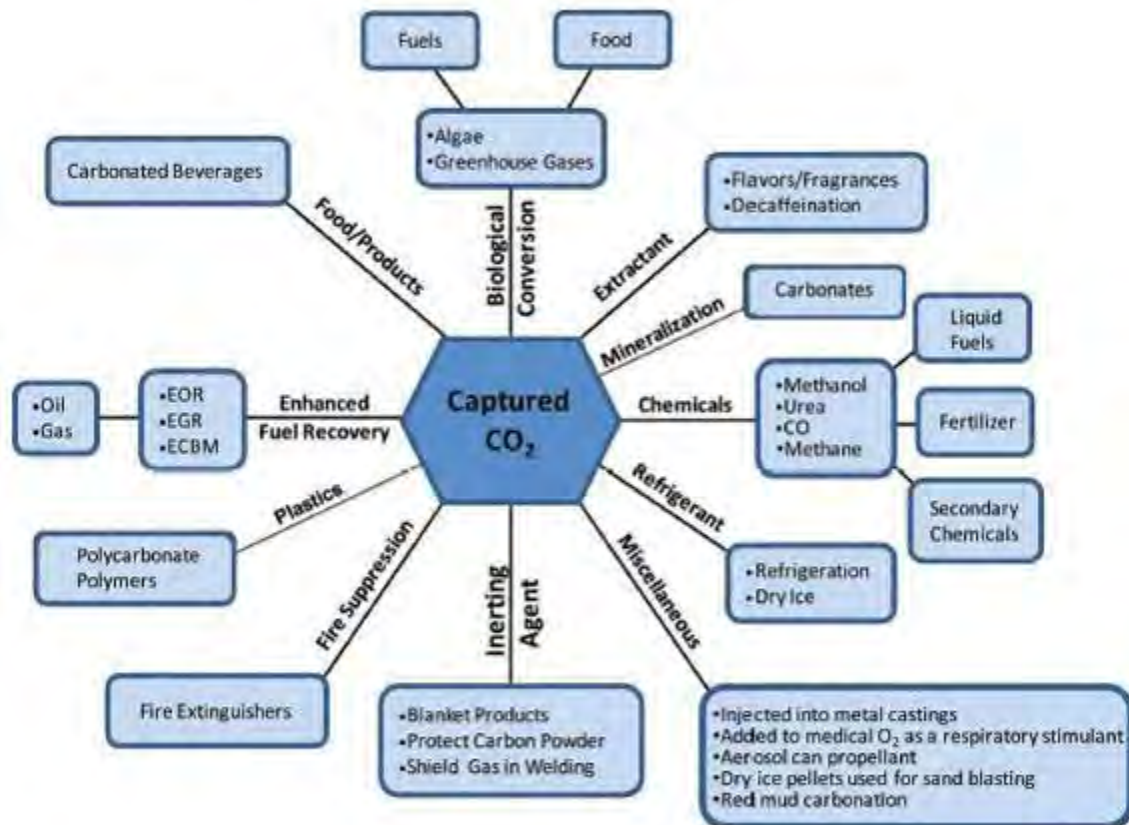 Fuels
Food
•Algae
•Greenhouse Gases
Carbonated Beverages
•Flavors/Fragrances
•Decaffeination
Food/Products
Biological
Conversion
Extractant
Mineralization
Carbonates
Liquid
Fuels
•Oil
•Gas
•EOR
•EGR
•ECBM
Enhanced
Fuel Recovery
Captured
CO₂
Chemicals
•Methanol
•Urea
•CO
•Methane
Fertilizer
Secondary
Chemicals
Plastics
Polycarbonate
Polymers
Refrigerant
•Refrigeration
•Dry Ice
Fire Suppression
Fire Extinguishers
Inerting
Agent
•Blanket Products
•Protect Carbon Powder
•Shield Gas in Welding
Miscellaneous
•Injected into metal castings
•Added to medical O₂ as a respiratory stimulant
•Aerosol can propellant
•Dry ice pellets used for sand blasting
•Red mud carbonation